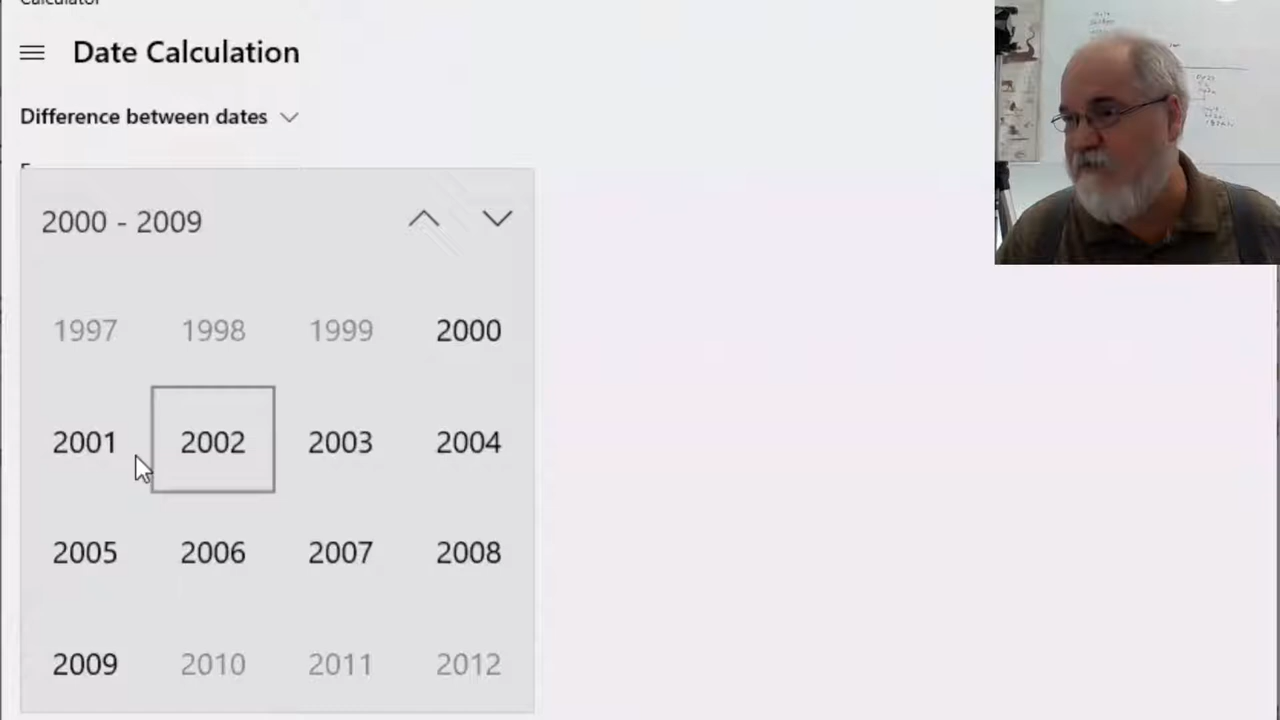 Calculator
Date Calculation
Difference between dates
2000 - 2009
1997 1998 1999 2000
2001 2002 2003 2004
2005 2006 2007 2008
2009 2010 2011 2012